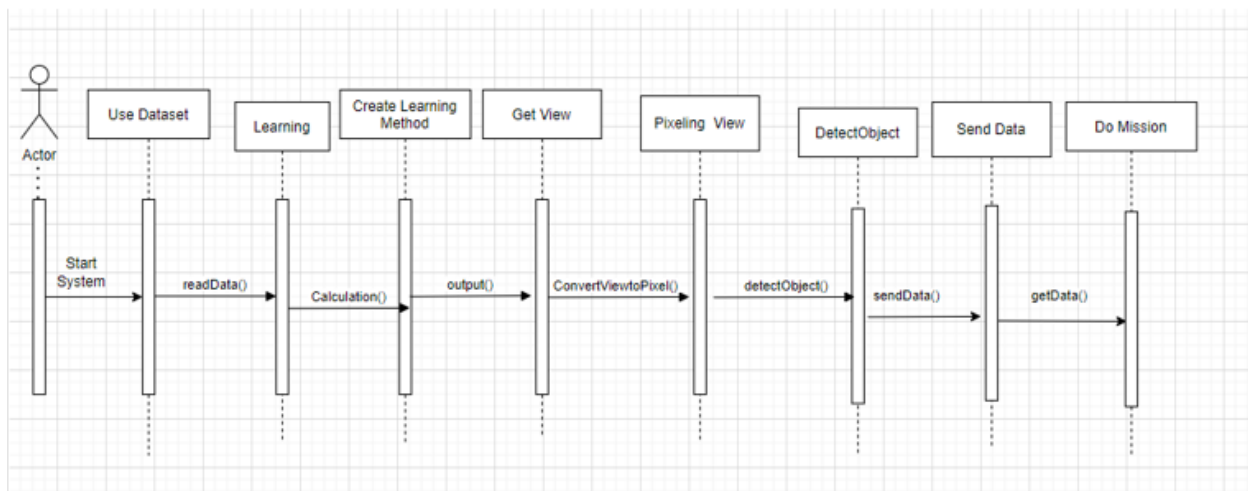 Actor
Use Dataset
Learning
Create Learning
Method
Get View
Pixeling View
DetectObject
Send Data
Do Mission
Start
System
readData()
Calculation()
output()
ConvertViewtoPixel()
detectObject()
sendData()
getData()